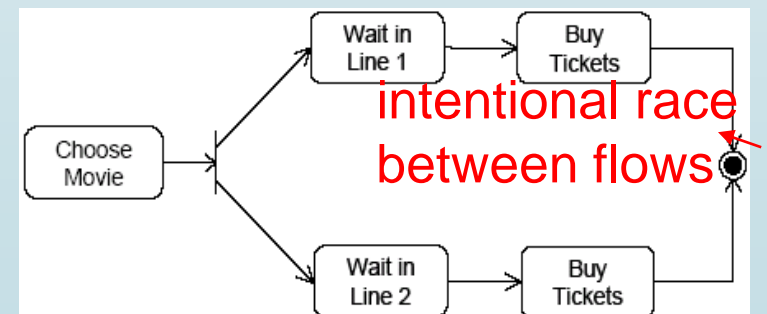 Wait in
Line 1
Buy
Tickets
intentional race
between flows
Choose
Movie
Wait in
Line 2
Buy
Tickets